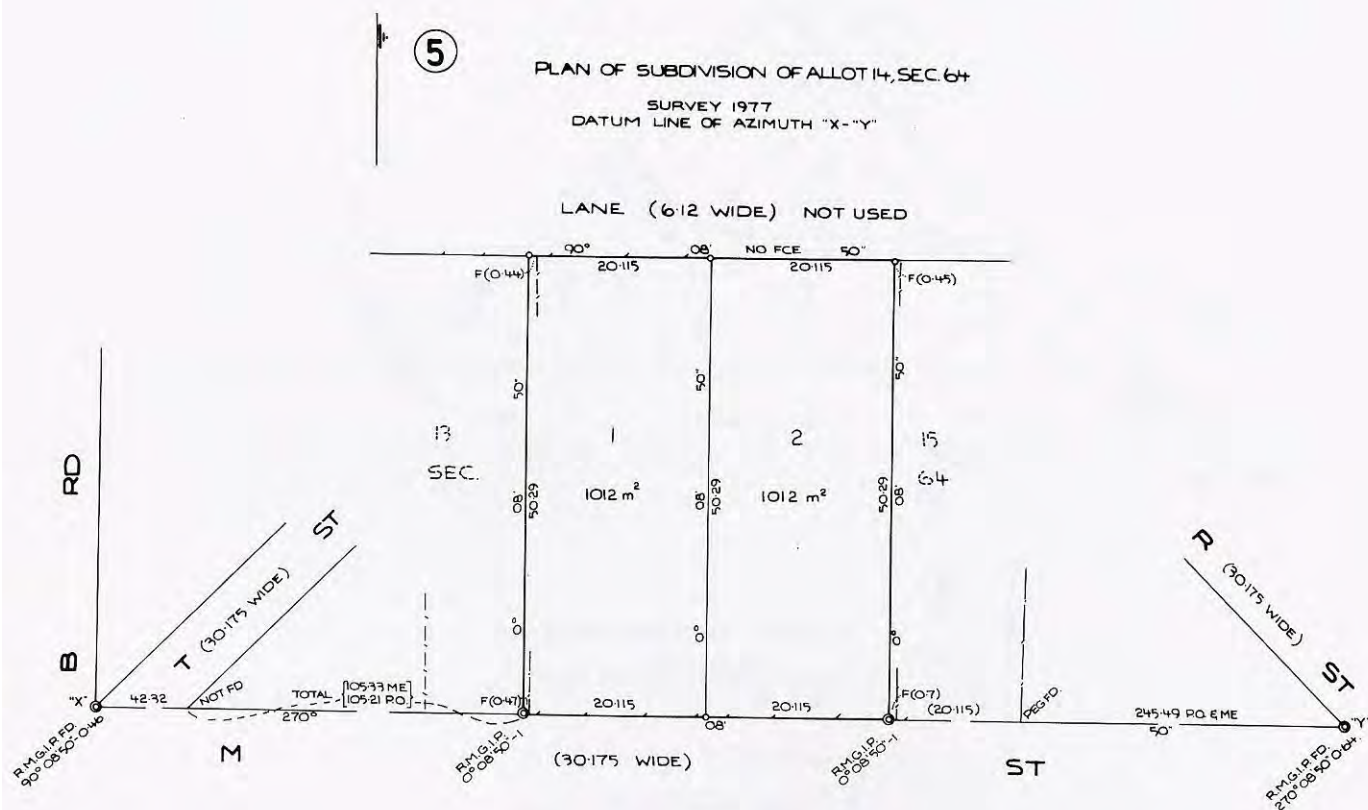 5
PLAN OF SUBDIVISION OF ALLOT 14, SEC. 64
SURVEY 1977
DATUM LINE OF AZIMUTH "X-"Y"
LANE (6·12 WIDE) NOT USED
90° 08' NO FCE 50"
F(0·44) 20·115 20·115 F(0·45)
50" 50" 50"
13 1 2 15
SEC. 64
1012 m² 1012 m²
08' 50·29 08' 50·29 50·29 08'
0° 0° 0°
B RD
T (30·175 WIDE) ST
R (30·175 WIDE) ST
"X" 42·32 NOT FD TOTAL [105·33 ME] F(0·47) 20·115 20·115 F(0·7) (20·115) PEG FD. 245·49 P.O. & ME "Y"
[105·21 P.O.]
270° 08' 50"
R.M.G.I.P. FD. 90° 08' 50"-0·46
R.M.G.I.P. 0° 08' 50"-1
R.M.G.I.P. 0° 08' 50"-1
R.M.G.I.P. FD. 270° 08' 50"-0·64
M (30·175 WIDE) ST